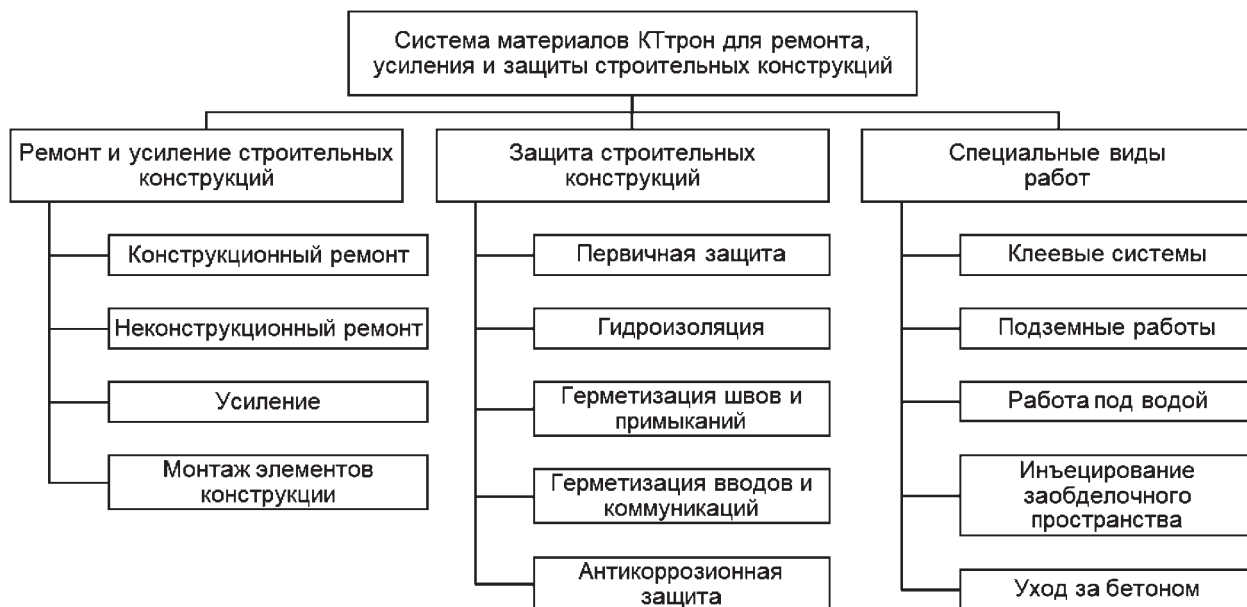 Система материалов КТтрон для ремонта,
усиления и защиты строительных конструкций
Ремонт и усиление строительных
конструкций
Конструкционный ремонт
Неконструкционный ремонт
Усиление
Монтаж элементов
конструкции
Защита строительных
конструкций
Первичная защита
Гидроизоляция
Герметизация швов и
примыканий
Герметизация вводов и
коммуникаций
Антикоррозионная
защита
Специальные виды
работ
Клеевые системы
Подземные работы
Работа под водой
Инъецирование
заобделочного
пространства
Уход за бетоном